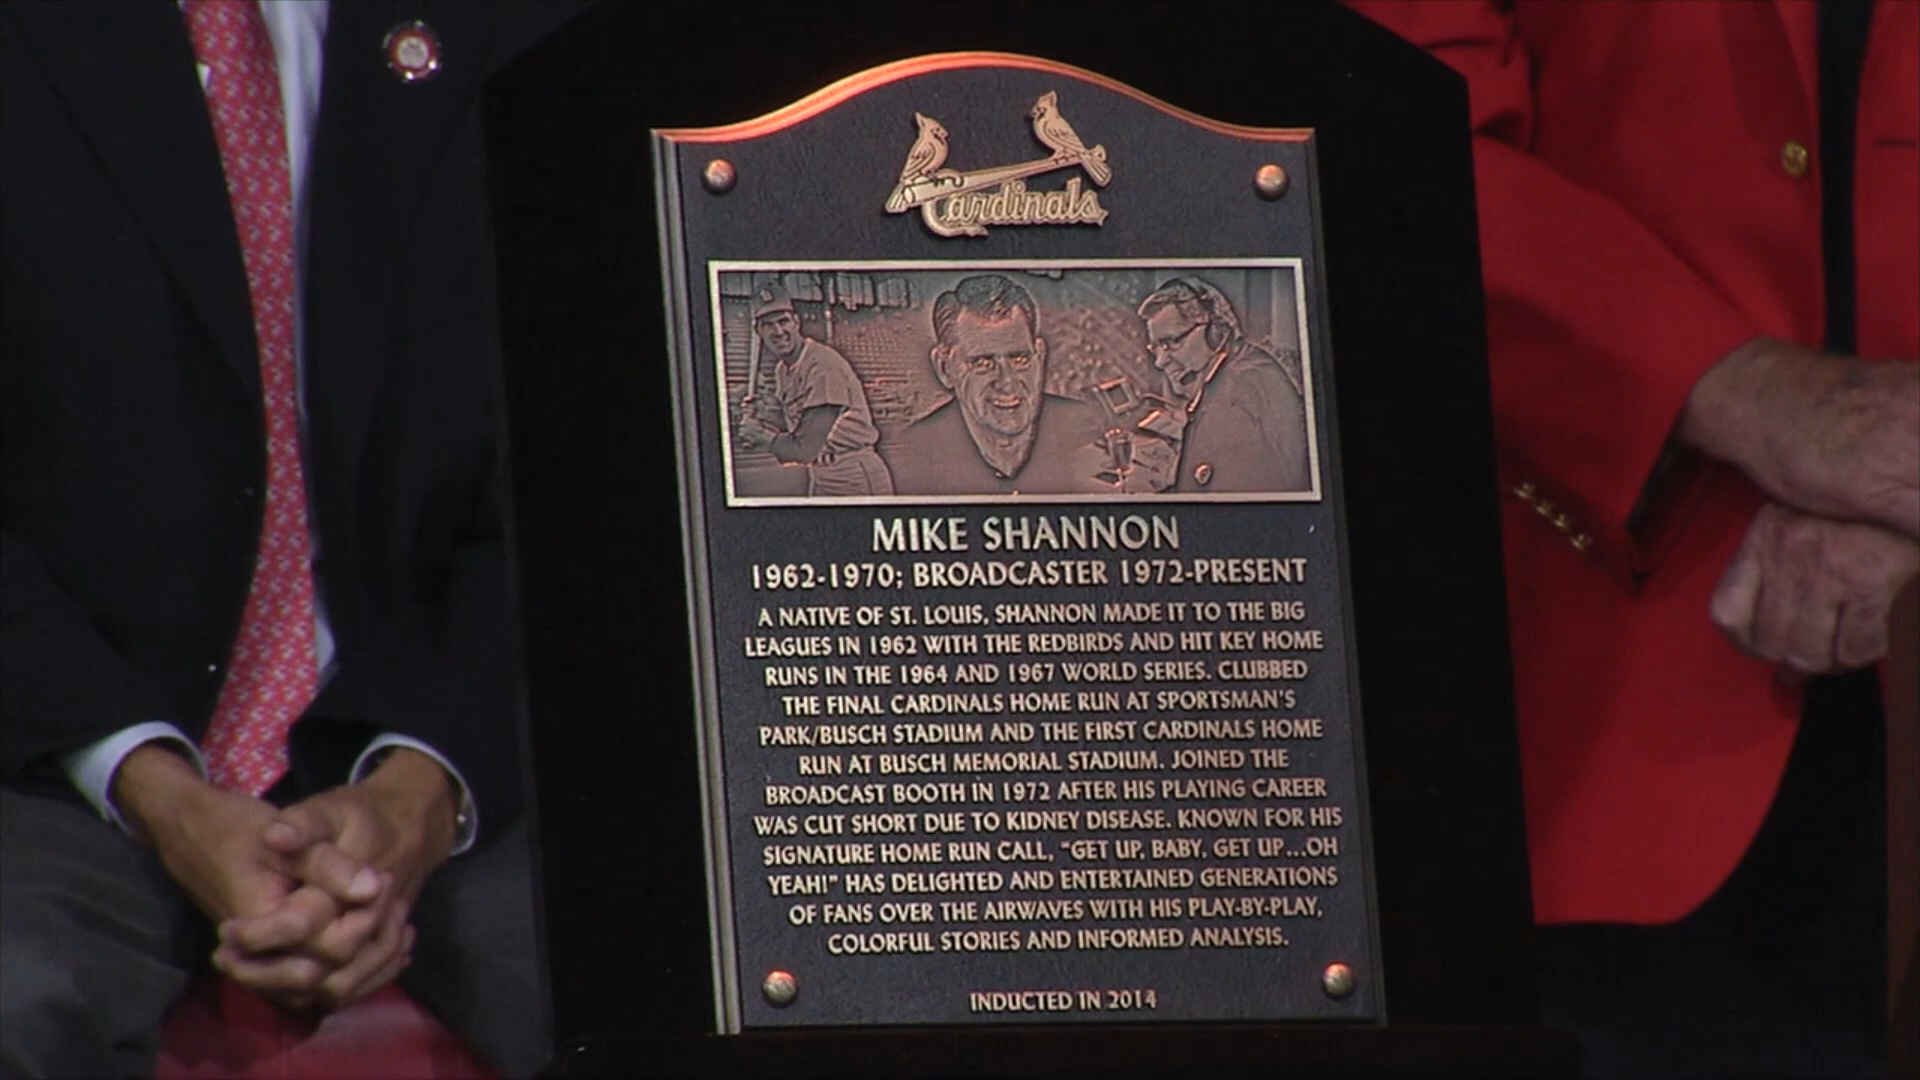 Cardinals
MIKE SHANNON
1962-1970; BROADCASTER 1972-PRESENT
A NATIVE OF ST. LOUIS, SHANNON MADE IT TO THE BIG
LEAGUES IN 1962 WITH THE REDBIRDS AND HIT KEY HOME
RUNS IN THE 1964 AND 1967 WORLD SERIES. CLUBBED
THE FINAL CARDINALS HOME RUN AT SPORTSMAN'S
PARK/BUSCH STADIUM AND THE FIRST CARDINALS HOME
RUN AT BUSCH MEMORIAL STADIUM. JOINED THE
BROADCAST BOOTH IN 1972 AFTER HIS PLAYING CAREER
WAS CUT SHORT DUE TO KIDNEY DISEASE. KNOWN FOR HIS
SIGNATURE HOME RUN CALL, "GET UP, BABY, GET UP...OH
YEAH!" HAS DELIGHTED AND ENTERTAINED GENERATIONS
OF FANS OVER THE AIRWAVES WITH HIS PLAY-BY-PLAY,
COLORFUL STORIES AND INFORMED ANALYSIS.
INDUCTED IN 2014